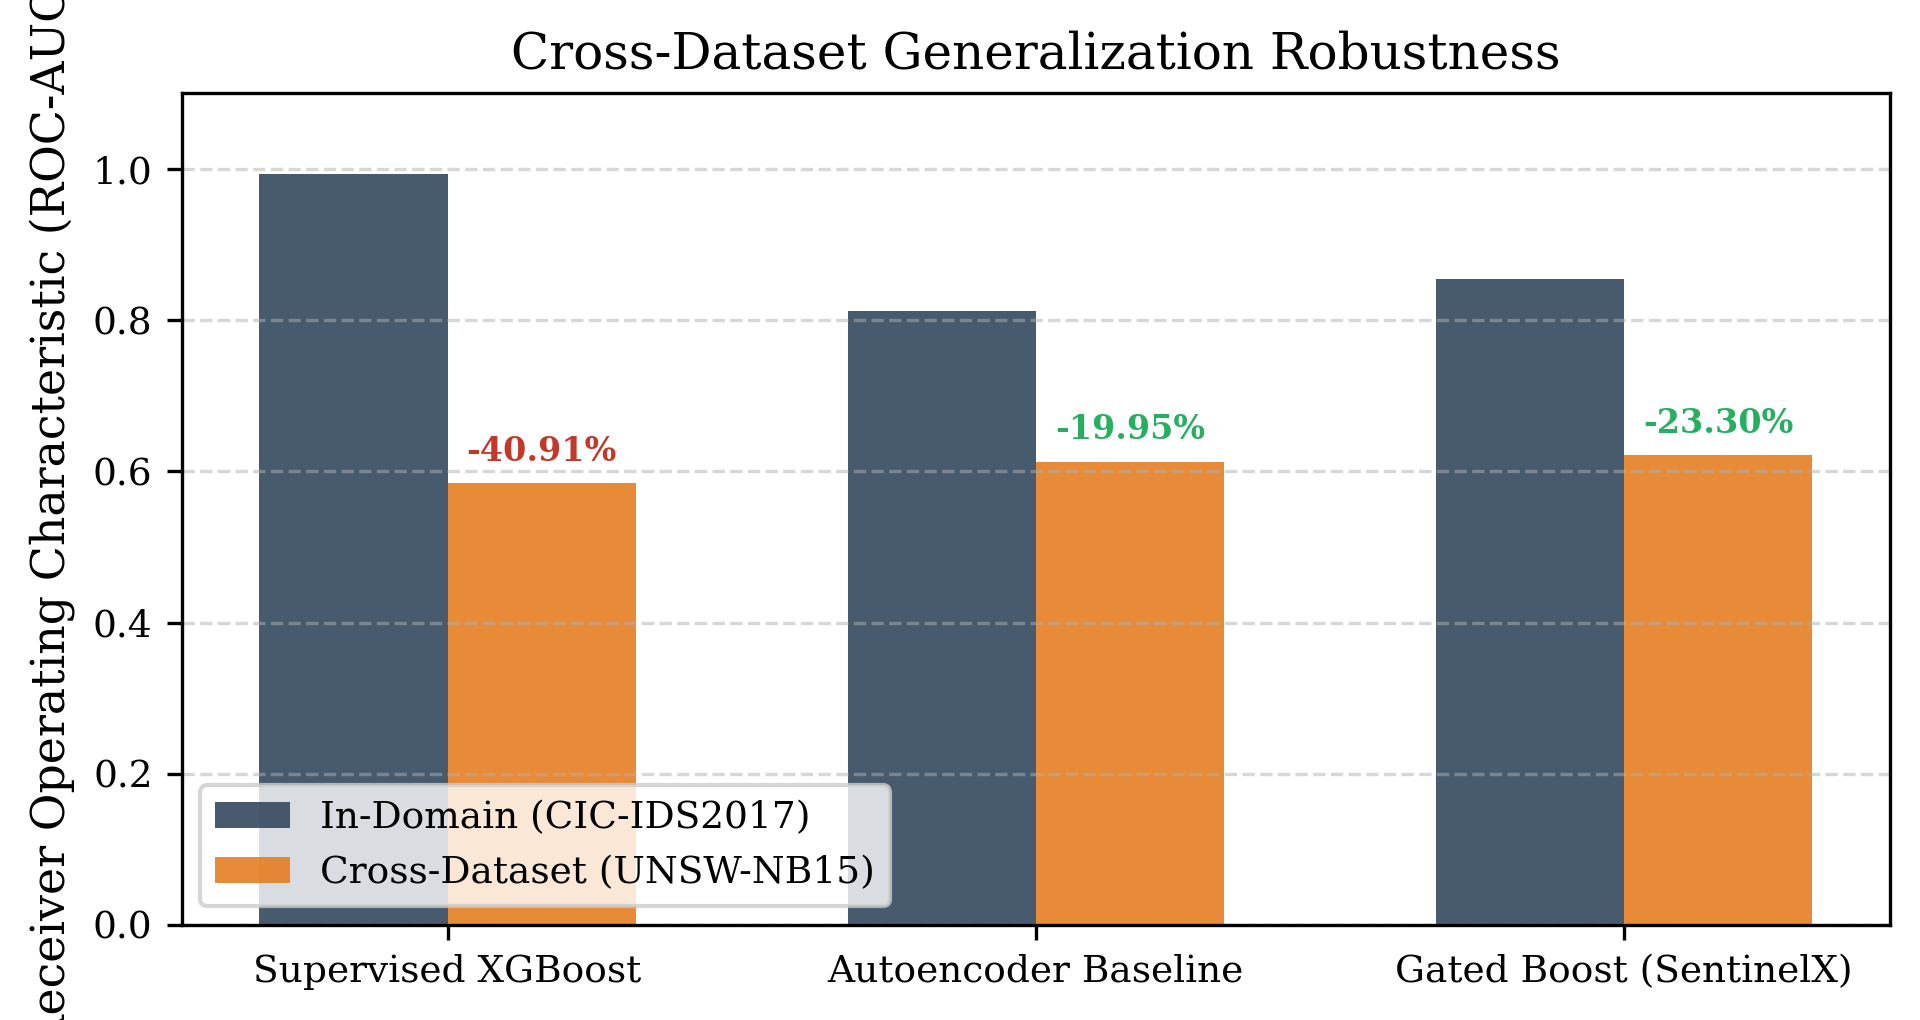 Cross-Dataset Generalization Robustness
eceiver Operating Characteristic (ROC-AUC
1.0
0.8
0.6
0.4
0.2
0.0
-40.91%
-19.95%
-23.30%
In-Domain (CIC-IDS2017)
Cross-Dataset (UNSW-NB15)
Supervised XGBoost
Autoencoder Baseline
Gated Boost (SentinelX)